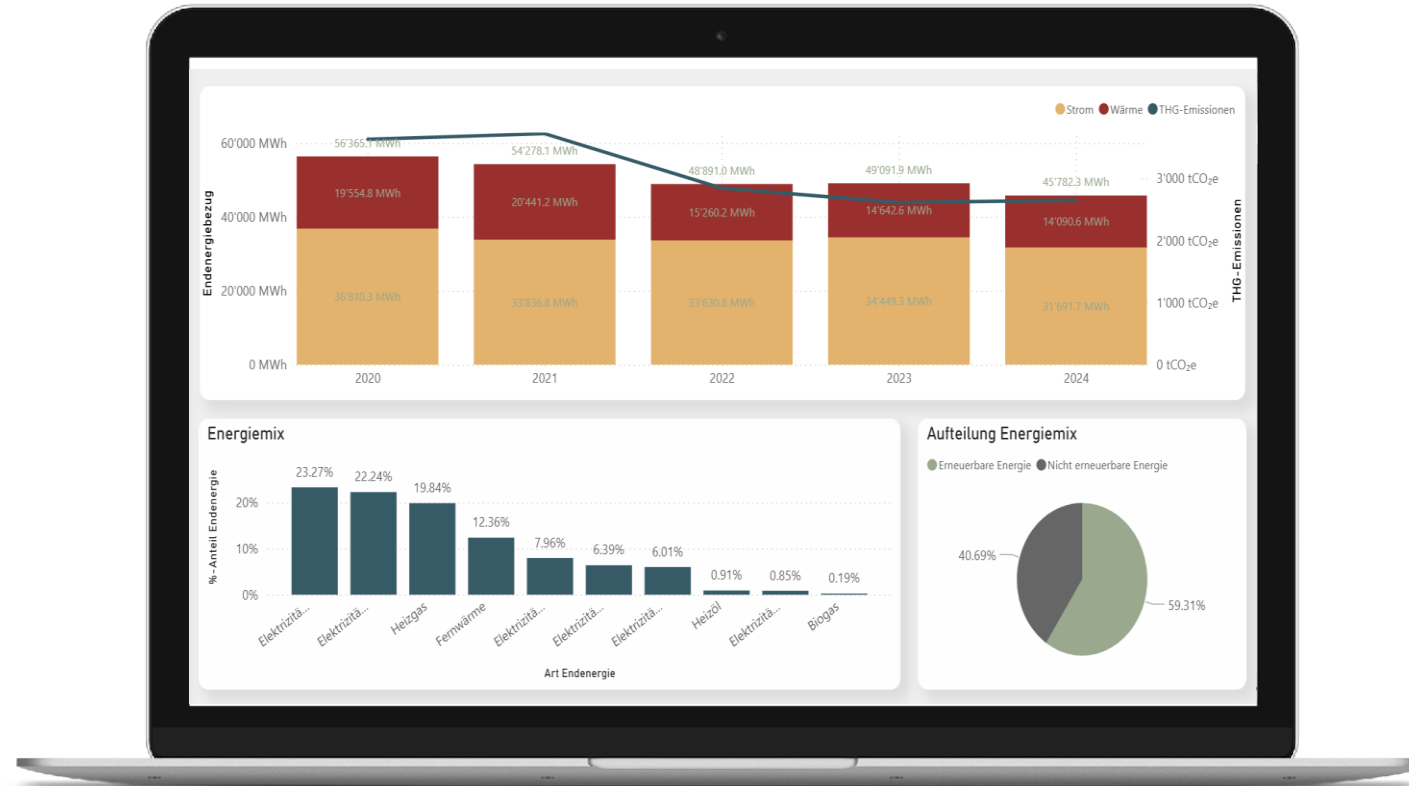 Strom Wärme THG-Emissionen
Endenergiebezug
60'000 MWh
40'000 MWh
20'000 MWh
0 MWh
56'365.1 MWh
54'278.1 MWh
48'891.0 MWh
49'091.9 MWh
45'782.3 MWh
19'554.8 MWh
20'441.2 MWh
15'260.2 MWh
14'642.6 MWh
14'090.6 MWh
36'810.3 MWh
33'836.8 MWh
33'630.8 MWh
34'449.3 MWh
31'691.7 MWh
3'000 tCO₂e
2'000 tCO₂e
1'000 tCO₂e
0 tCO₂e
THG-Emissionen
2020 2021 2022 2023 2024
Energiemix
%-Anteil Endenergie
20%
10%
0%
23.27%
22.24%
19.84%
12.36%
7.96%
6.39%
6.01%
0.91%
0.85%
0.19%
Elektrizitä...
Elektrizitä...
Heizgas
Fernwärme
Elektrizitä...
Elektrizitä...
Elektrizitä...
Heizöl
Elektrizitä...
Biogas
Art Endenergie
Aufteilung Energiemix
Erneuerbare Energie Nicht erneuerbare Energie
40.69%
59.31%